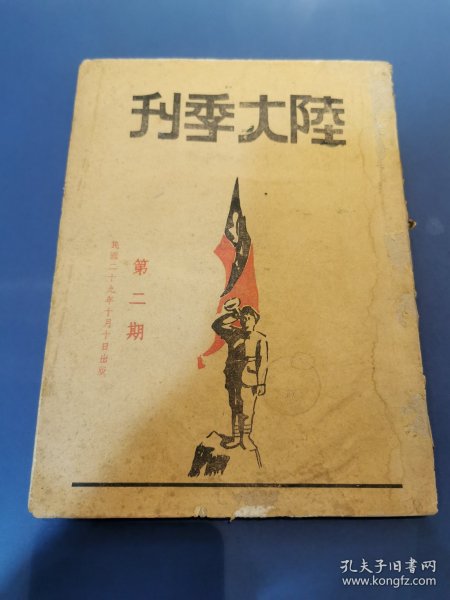 陸大季刊
第二期
民國二十九年十月十日出版
孔夫子旧书网
www.kongfz.com